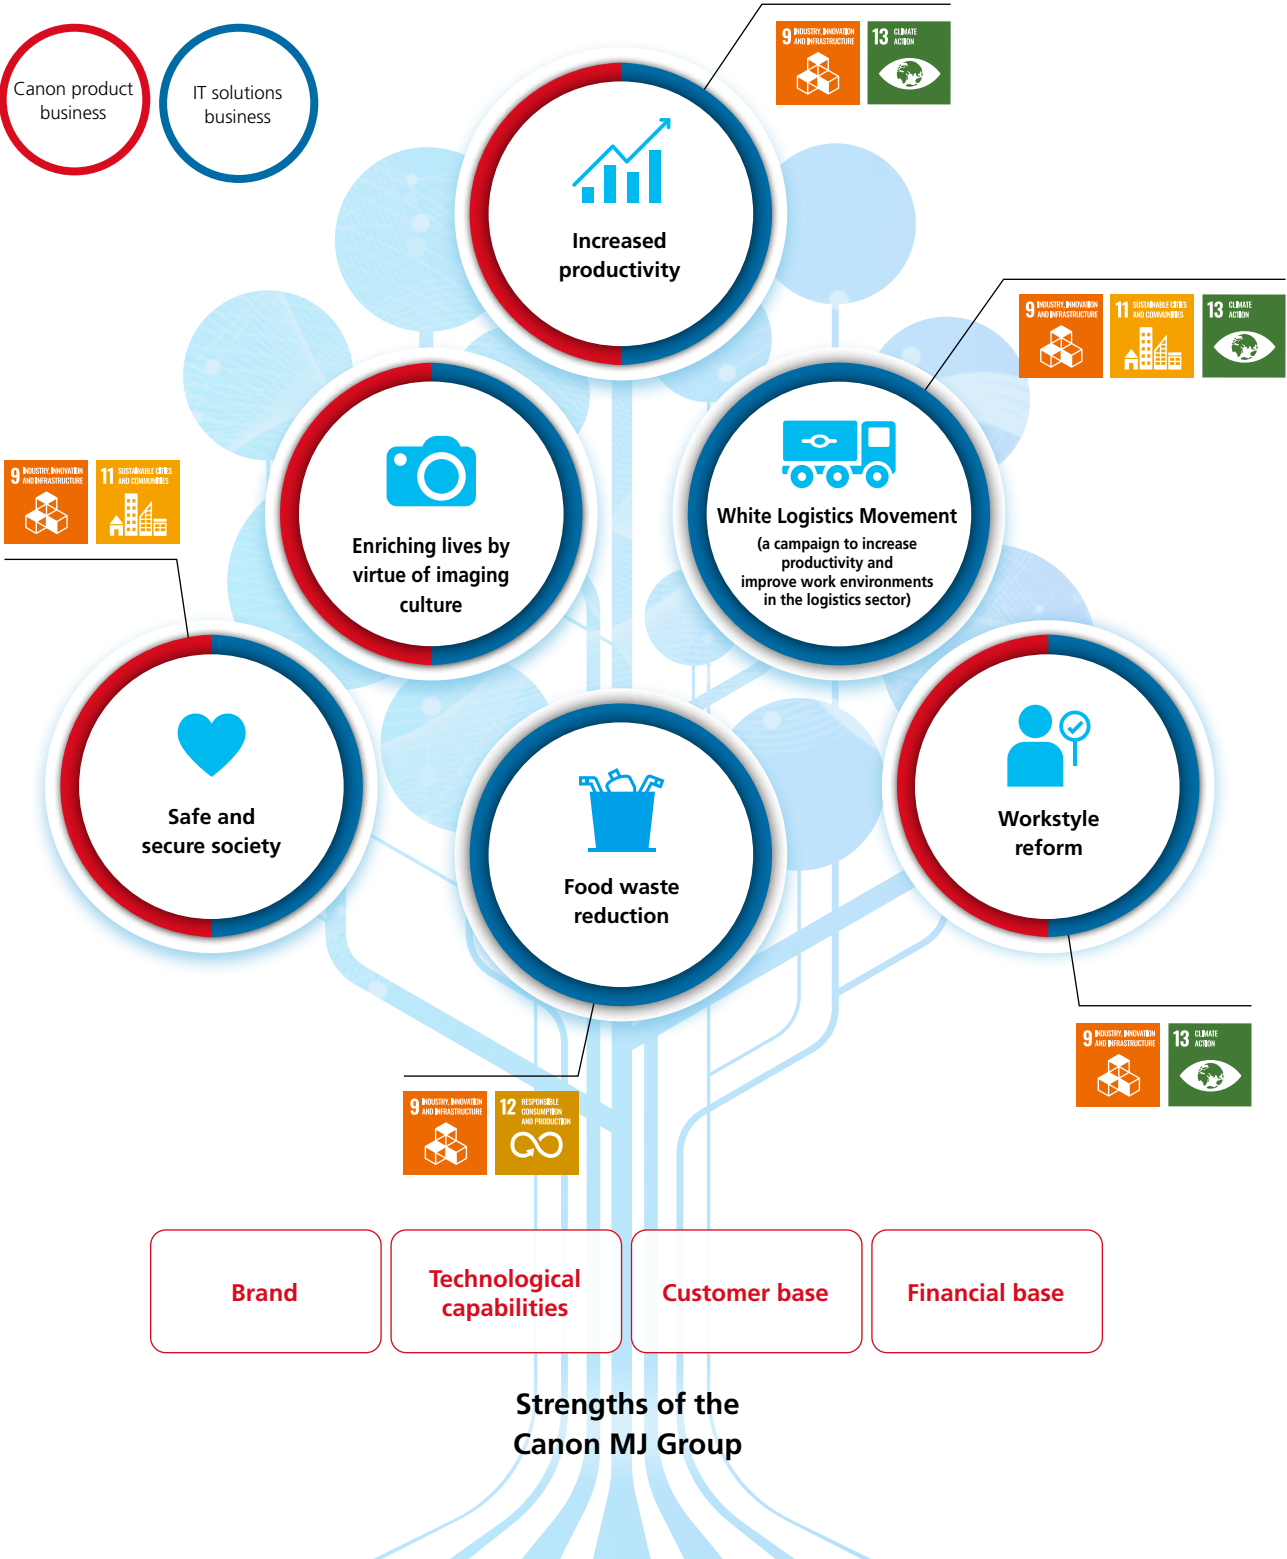 Canon product
business
IT solutions
business
9 INDUSTRY, INNOVATION
AND INFRASTRUCTURE
13 CLIMATE
ACTION
Increased
productivity
9 INDUSTRY, INNOVATION
AND INFRASTRUCTURE
11 SUSTAINABLE CITIES
AND COMMUNITIES
13 CLIMATE
ACTION
Enriching lives by
virtue of imaging
culture
White Logistics Movement
(a campaign to increase
productivity and
improve work environments
in the logistics sector)
9 INDUSTRY, INNOVATION
AND INFRASTRUCTURE
11 SUSTAINABLE CITIES
AND COMMUNITIES
Safe and
secure society
Food waste
reduction
Workstyle
reform
9 INDUSTRY, INNOVATION
AND INFRASTRUCTURE
13 CLIMATE
ACTION
9 INDUSTRY, INNOVATION
AND INFRASTRUCTURE
12 RESPONSIBLE
CONSUMPTION
AND PRODUCTION
Brand
Technological
capabilities
Customer base
Financial base
Strengths of the
Canon MJ Group